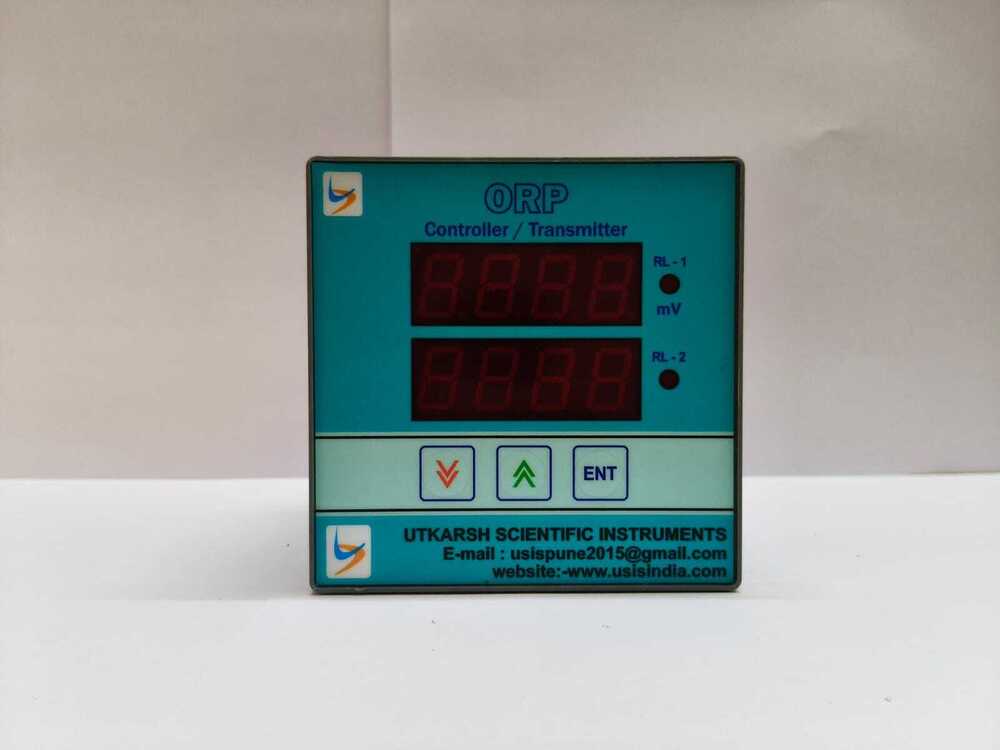 ORP
Controller / Transmitter
RL - 1
mV
RL - 2
ENT
UTKARSH SCIENTIFIC INSTRUMENTS
E-mail : usispune2015@gmail.com
website:-www.usisindia.com